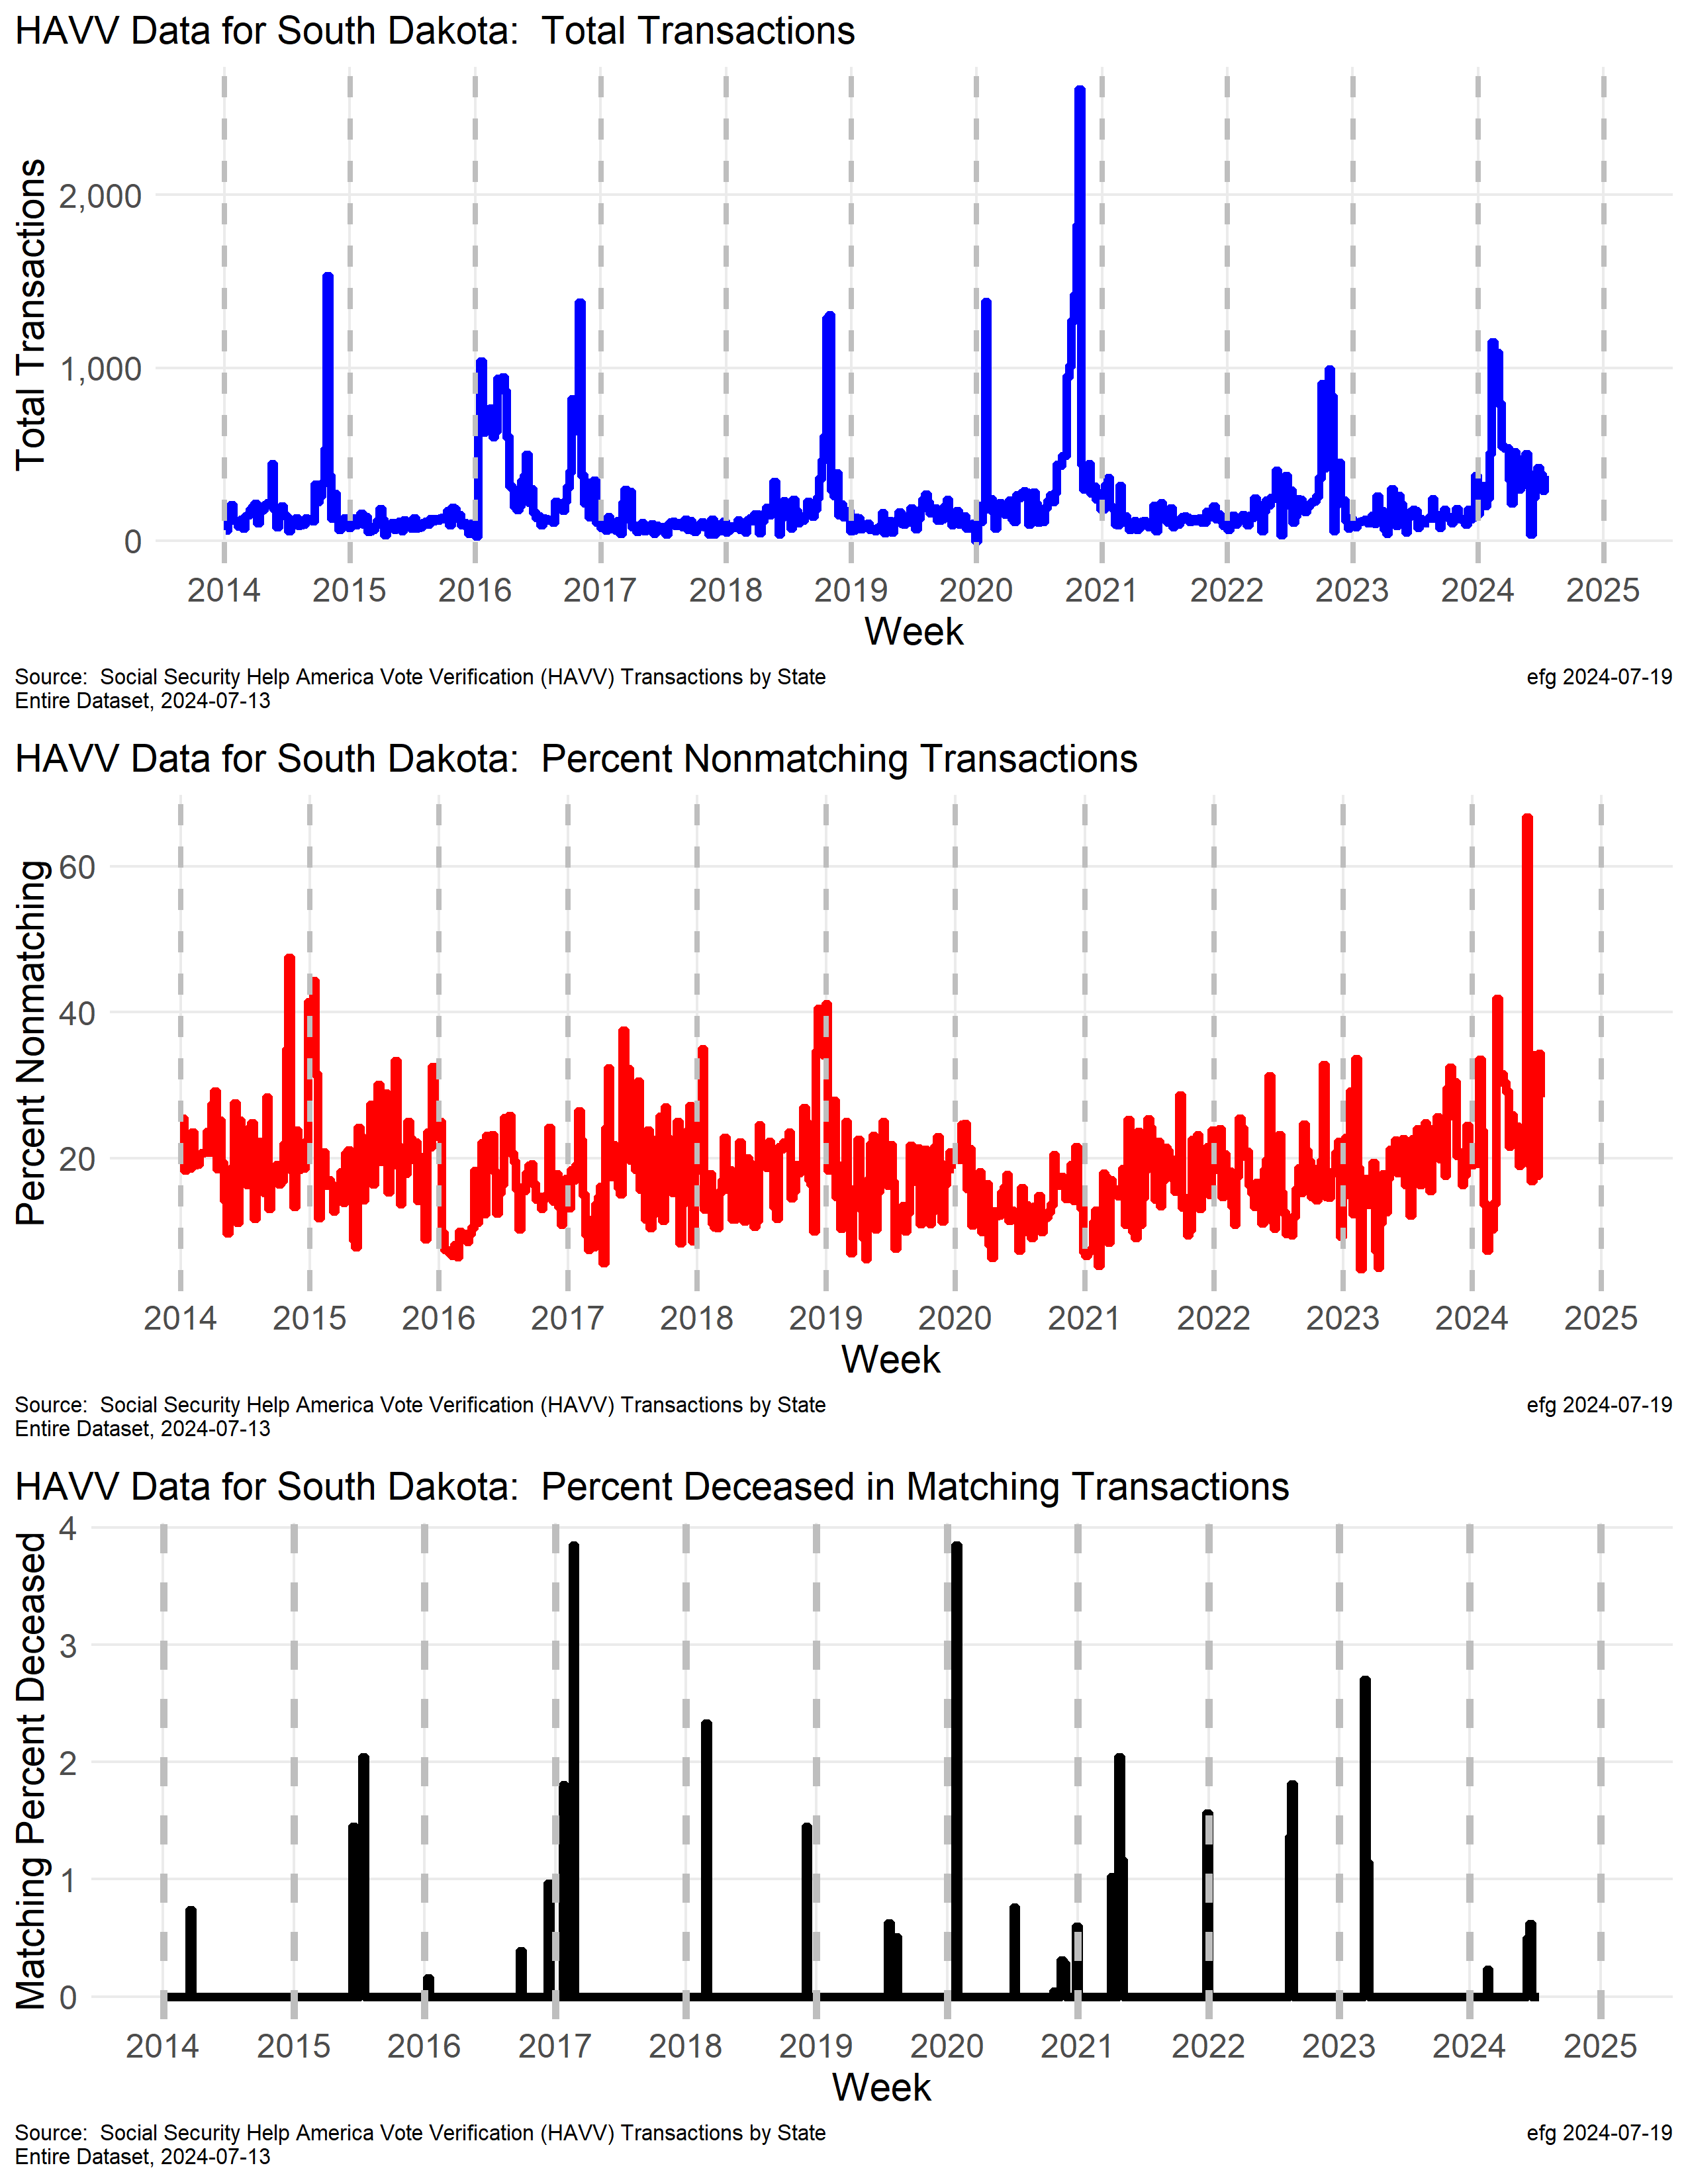 HAVV Data for South Dakota:  Total Transactions
Total Transactions
2,000
1,000
0
2014 2015 2016 2017 2018 2019 2020 2021 2022 2023 2024 2025
Week
Source:  Social Security Help America Vote Verification (HAVV) Transactions by State
Entire Dataset, 2024-07-13
efg 2024-07-19
HAVV Data for South Dakota:  Percent Nonmatching Transactions
Percent Nonmatching
60
40
20
2014 2015 2016 2017 2018 2019 2020 2021 2022 2023 2024 2025
Week
Source:  Social Security Help America Vote Verification (HAVV) Transactions by State
Entire Dataset, 2024-07-13
efg 2024-07-19
HAVV Data for South Dakota:  Percent Deceased in Matching Transactions
Matching Percent Deceased
4
3
2
1
0
2014 2015 2016 2017 2018 2019 2020 2021 2022 2023 2024 2025
Week
Source:  Social Security Help America Vote Verification (HAVV) Transactions by State
Entire Dataset, 2024-07-13
efg 2024-07-19